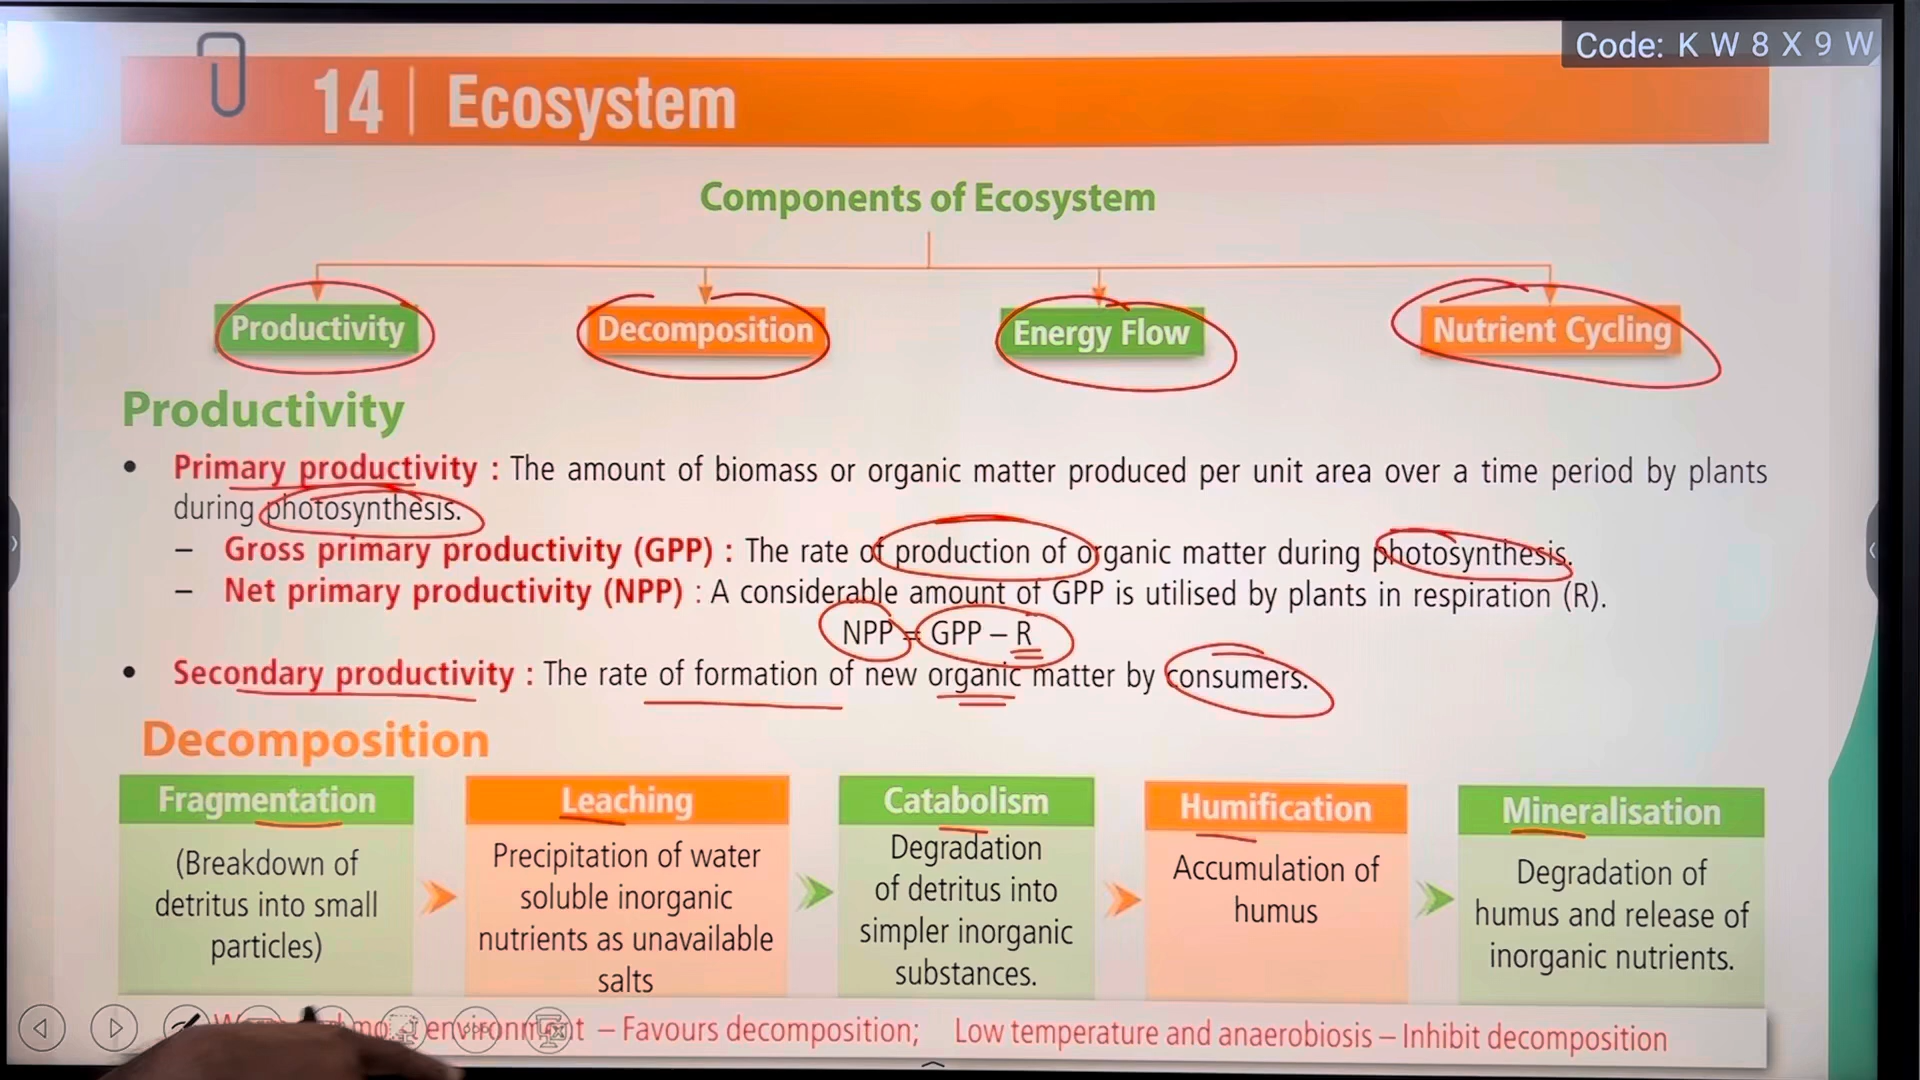 Code: K W 8 X 9 W
14 | Ecosystem
Components of Ecosystem
Productivity
Decomposition
Energy Flow
Nutrient Cycling
Productivity
• Primary productivity : The amount of biomass or organic matter produced per unit area over a time period by plants
during photosynthesis.
– Gross primary productivity (GPP) : The rate of production of organic matter during photosynthesis.
– Net primary productivity (NPP) : A considerable amount of GPP is utilised by plants in respiration (R).
NPP = GPP – R
• Secondary productivity : The rate of formation of new organic matter by consumers.
Decomposition
Fragmentation
(Breakdown of
detritus into small
particles)
Leaching
Precipitation of water
soluble inorganic
nutrients as unavailable
salts
Catabolism
Degradation
of detritus into
simpler inorganic
substances.
Humification
Accumulation of
humus
Mineralisation
Degradation of
humus and release of
inorganic nutrients.
environment – Favours decomposition; Low temperature and anaerobiosis – Inhibit decomposition